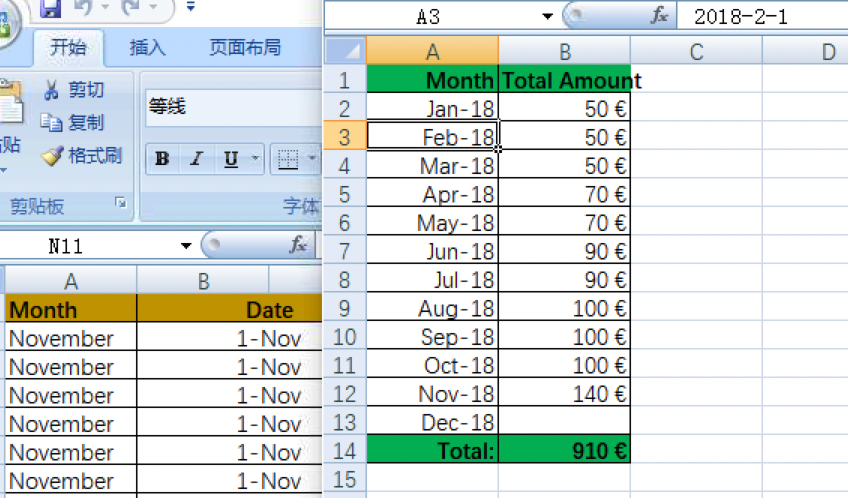 开始 插入 页面布局
剪切
复制
贴
格式刷
等线
B I U
剪贴板 字体
N11 fx
A B
Month Date
November 1-Nov
November 1-Nov
November 1-Nov
November 1-Nov
November 1-Nov
November 1-Nov
A3 fx 2018-2-1
A B C D
1 Month Total Amount
2 Jan-18 50 €
3 Feb-18 50 €
4 Mar-18 50 €
5 Apr-18 70 €
6 May-18 70 €
7 Jun-18 90 €
8 Jul-18 90 €
9 Aug-18 100 €
10 Sep-18 100 €
11 Oct-18 100 €
12 Nov-18 140 €
13 Dec-18
14 Total: 910 €
15